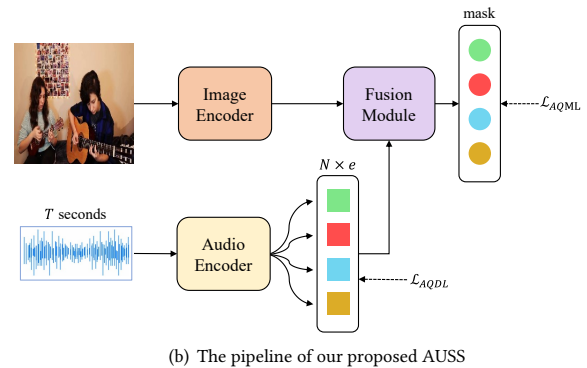 mask
Image
Encoder
Fusion
Module
ℒ_AQML
N × e
T seconds
Audio
Encoder
ℒ_AQDL
(b) The pipeline of our proposed AUSS